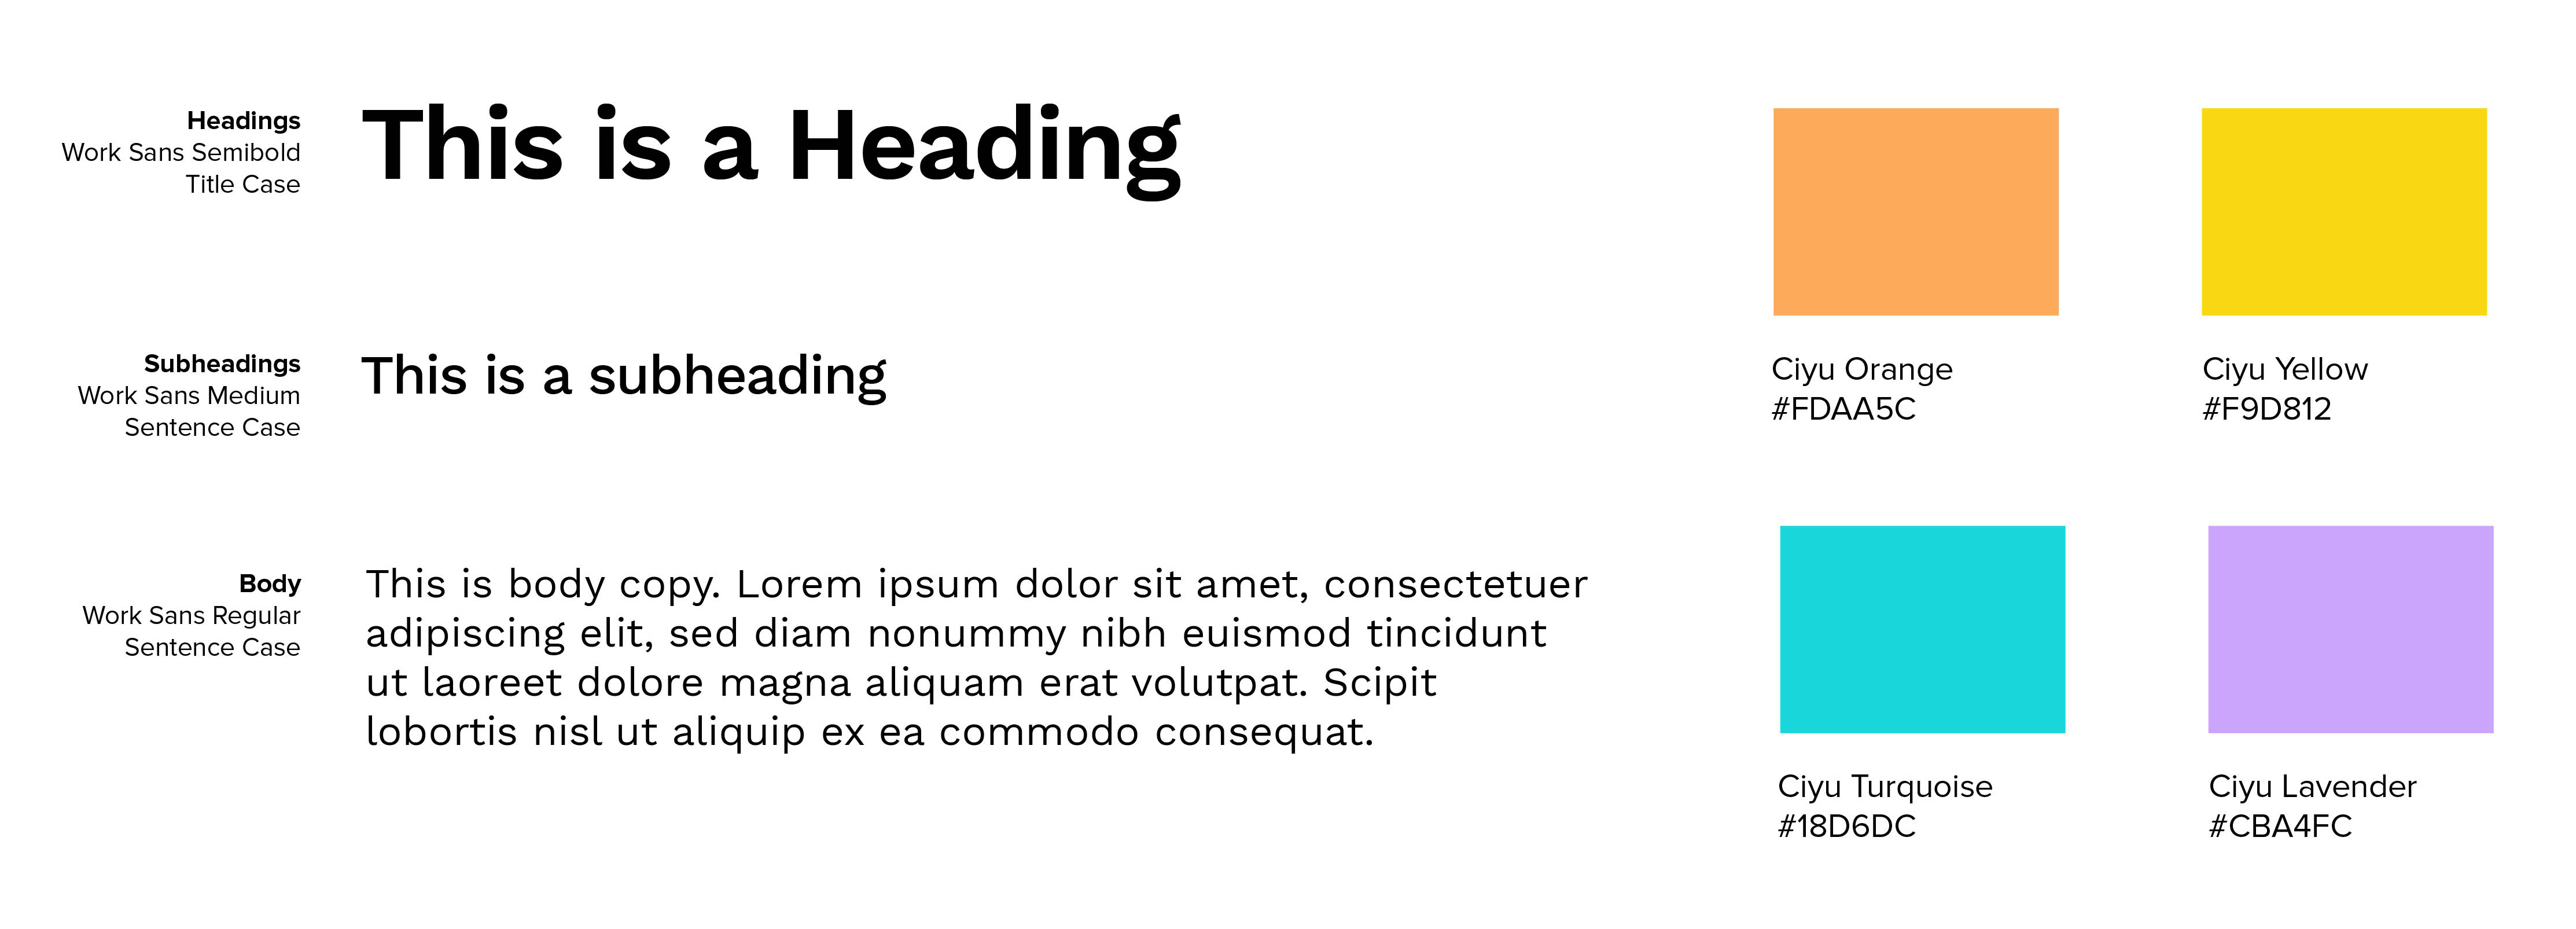 Headings
Work Sans Semibold
Title Case
This is a Heading
Subheadings
Work Sans Medium
Sentence Case
This is a subheading
Body
Work Sans Regular
Sentence Case
This is body copy. Lorem ipsum dolor sit amet, consectetuer
adipiscing elit, sed diam nonummy nibh euismod tincidunt
ut laoreet dolore magna aliquam erat volutpat. Scipit
lobortis nisl ut aliquip ex ea commodo consequat.
Ciyu Orange
#FDAA5C
Ciyu Yellow
#F9D812
Ciyu Turquoise
#18D6DC
Ciyu Lavender
#CBA4FC